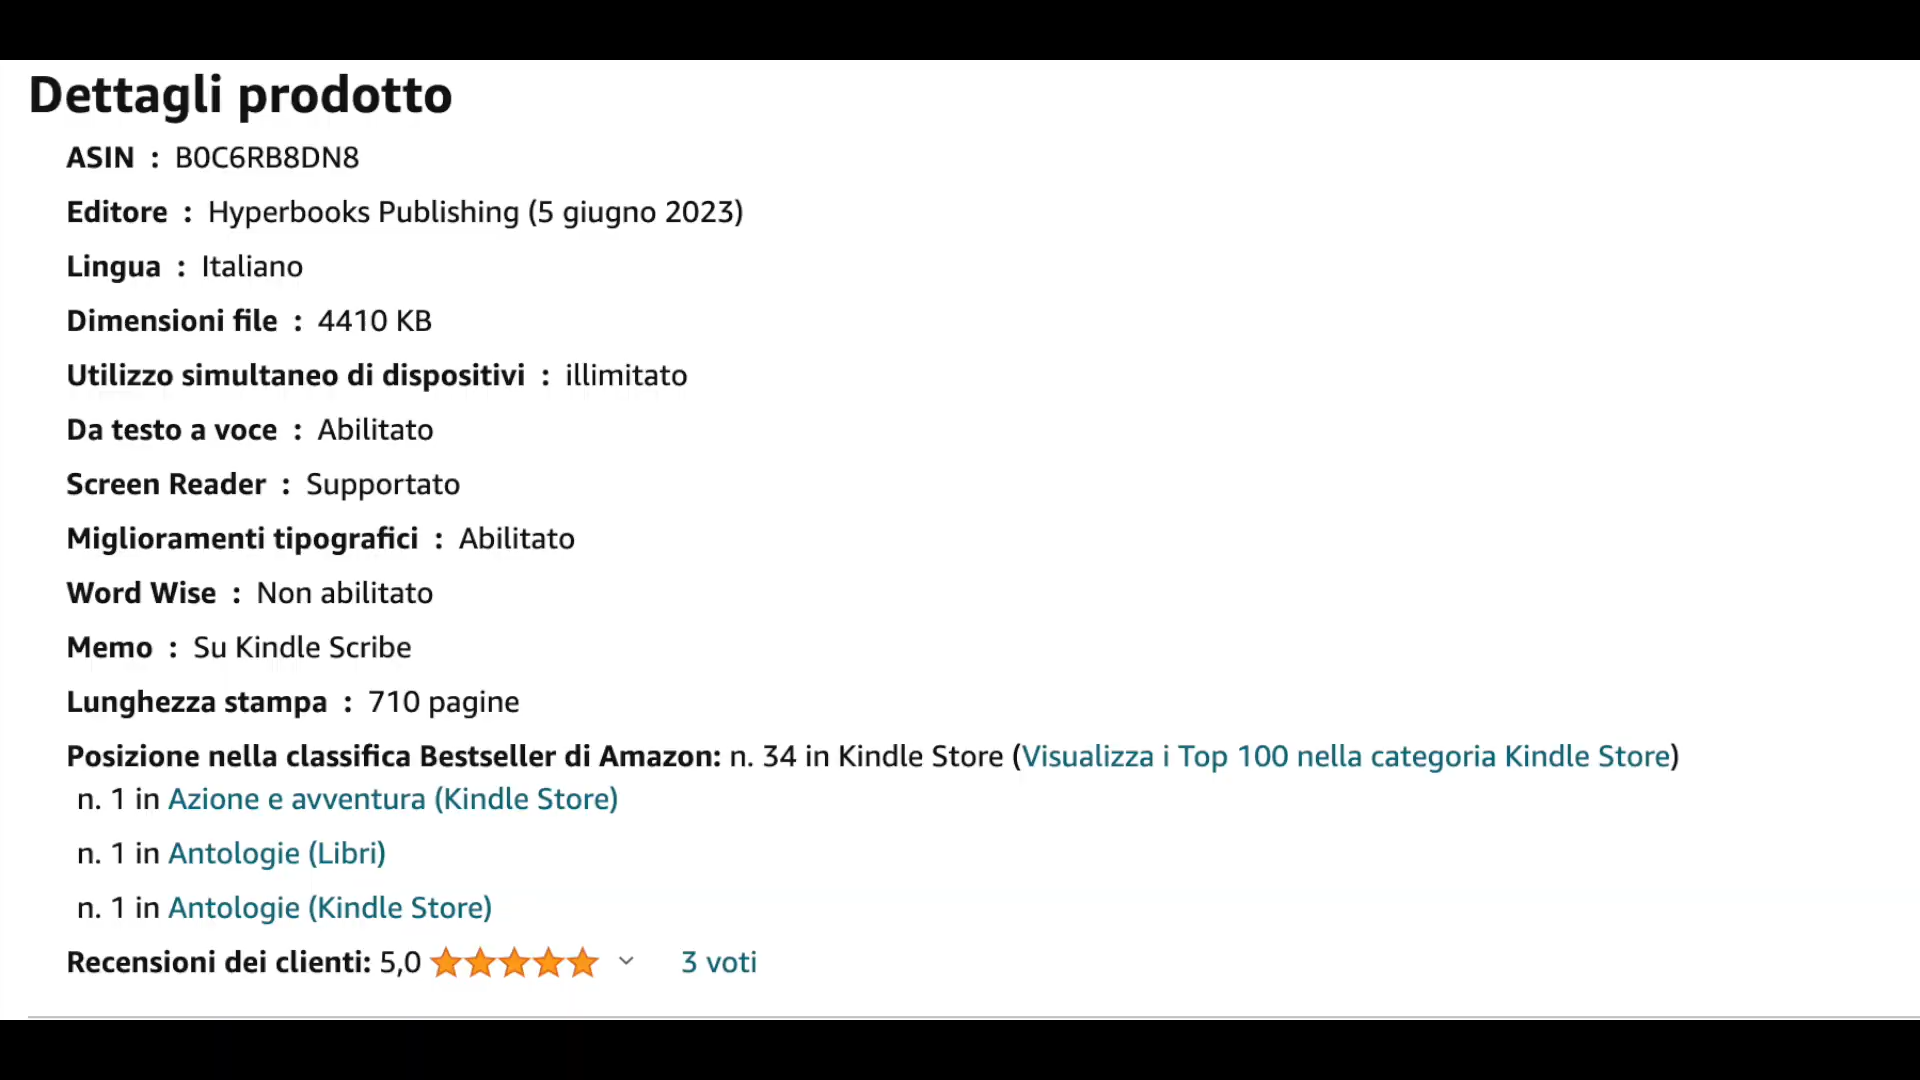 Dettagli prodotto
ASIN : B0C6RB8DN8
Editore : Hyperbooks Publishing (5 giugno 2023)
Lingua : Italiano
Dimensioni file : 4410 KB
Utilizzo simultaneo di dispositivi : illimitato
Da testo a voce : Abilitato
Screen Reader : Supportato
Miglioramenti tipografici : Abilitato
Word Wise : Non abilitato
Memo : Su Kindle Scribe
Lunghezza stampa : 710 pagine
Posizione nella classifica Bestseller di Amazon: n. 34 in Kindle Store (Visualizza i Top 100 nella categoria Kindle Store)
n. 1 in Azione e avventura (Kindle Store)
n. 1 in Antologie (Libri)
n. 1 in Antologie (Kindle Store)
Recensioni dei clienti: 5,0 3 voti